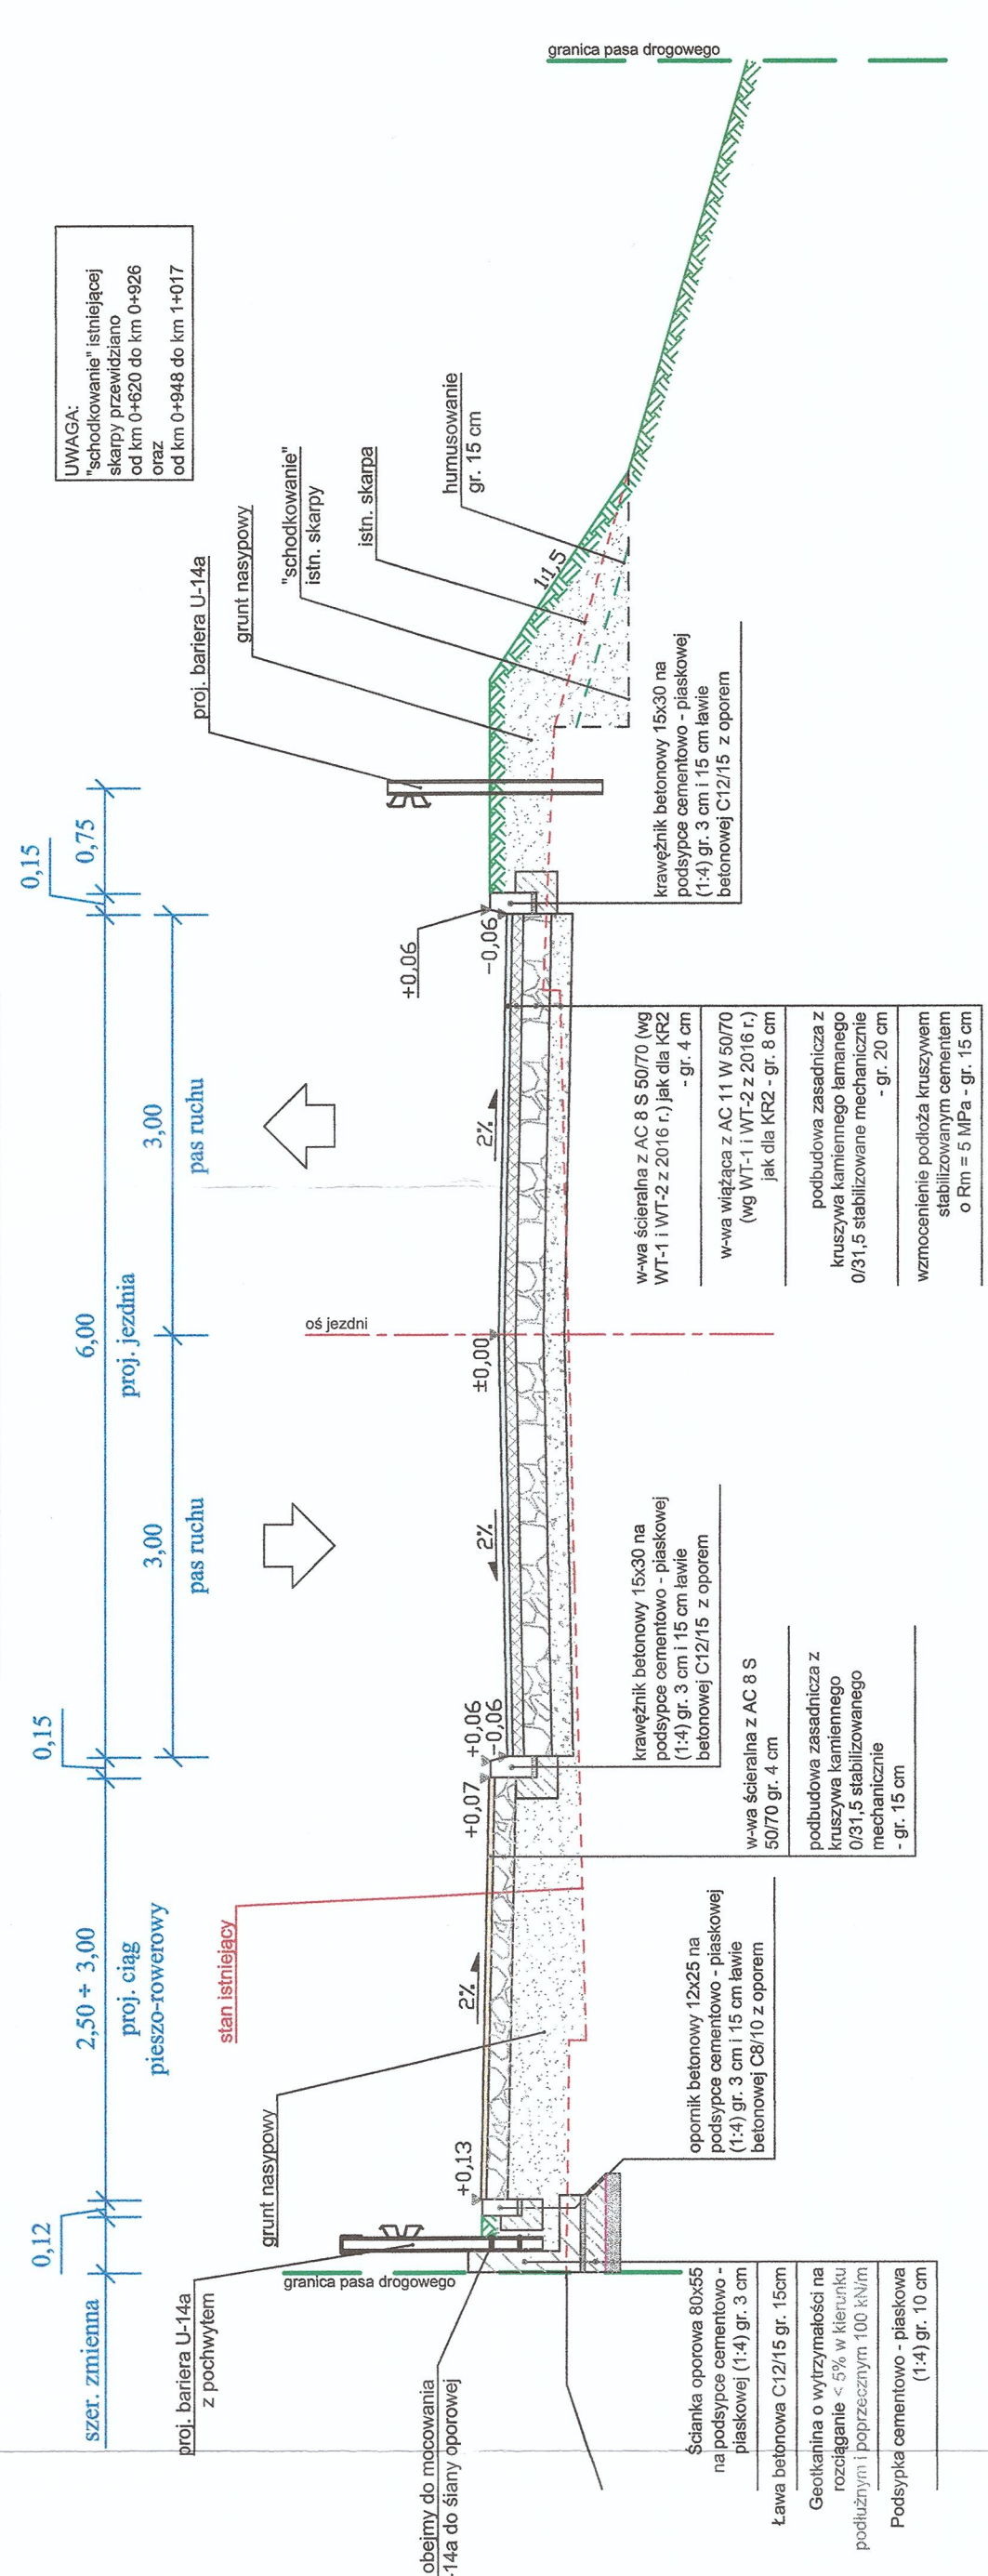 granica pasa drogowego
UWAGA:
"schodkowanie" istniejącej
skarpy przewidziano
od km 0+620 do km 0+926
oraz
od km 0+948 do km 1+017
szer. zmienna
0,12
2,50 ÷ 3,00
proj. ciąg
pieszo-rowerowy
0,15
6,00
proj. jezdnia
3,00
pas ruchu
3,00
pas ruchu
0,15
0,75
proj. bariera U-14a
z pochwytem
granica pasa drogowego
obejmy do mocowania
14a do śiany oporowej
grunt nasypowy
stan istniejący
+0,13
2%
+0,07
+0,06
-0,06
2%
±0,00
oś jezdni
2%
+0,06
-0,06
proj. bariera U-14a
grunt nasypowy
"schodkowanie"
istn. skarpy
istn. skarpa
humusowanie
gr. 15 cm
1:1,5
Ścianka oporowa 80x55
na podsypce cementowo -
piaskowej (1:4) gr. 3 cm
Ława betonowa C12/15 gr. 15cm
Geotkanina o wytrzymałości na
rozciąganie < 5% w kierunku
podłużnym i poprzecznym 100 kN/m
Podsypka cementowo - piaskowa
(1:4) gr. 10 cm
opornik betonowy 12x25 na
podsypce cementowo - piaskowej
(1:4) gr. 3 cm i 15 cm ławie
betonowej C8/10 z oporem
w-wa ścieralna z AC 8 S
50/70 gr. 4 cm
podbudowa zasadnicza z
kruszywa kamiennego
0/31,5 stabilizowanego
mechanicznie
- gr. 15 cm
krawężnik betonowy 15x30 na
podsypce cementowo - piaskowej
(1:4) gr. 3 cm i 15 cm ławie
betonowej C12/15 z oporem
w-wa ścieralna z AC 8 S 50/70 (wg
WT-1 i WT-2 z 2016 r.) jak dla KR2
- gr. 4 cm
w-wa wiążąca z AC 11 W 50/70
(wg WT-1 i WT-2 z 2016 r.)
jak dla KR2 - gr. 8 cm
podbudowa zasadnicza z
kruszywa kamiennego łamanego
0/31,5 stabilizowane mechanicznie
- gr. 20 cm
wzmocenienie podłoża kruszywem
stabilizowanym cementem
o Rm = 5 MPa - gr. 15 cm
krawężnik betonowy 15x30 na
podsypce cementowo - piaskowej
(1:4) gr. 3 cm i 15 cm ławie
betonowej C12/15 z oporem